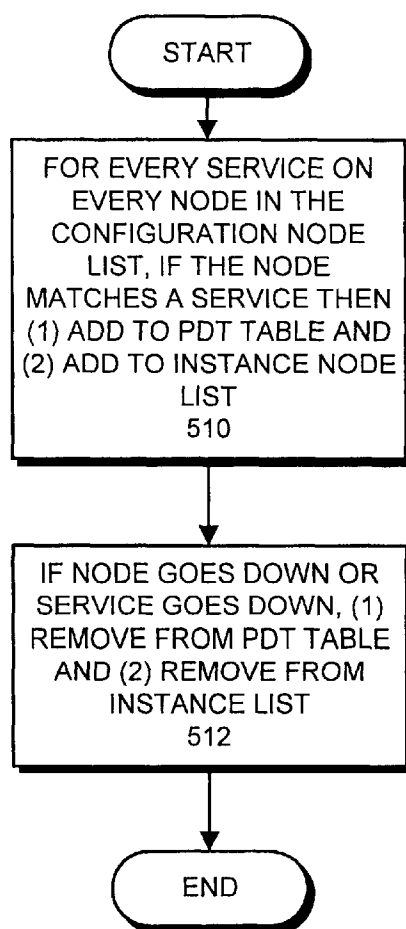 START
FOR EVERY SERVICE ON
EVERY NODE IN THE
CONFIGURATION NODE
LIST, IF THE NODE
MATCHES A SERVICE THEN
(1) ADD TO PDT TABLE AND
(2) ADD TO INSTANCE NODE
LIST
510
IF NODE GOES DOWN OR
SERVICE GOES DOWN, (1)
REMOVE FROM PDT TABLE
AND (2) REMOVE FROM
INSTANCE LIST
512
END